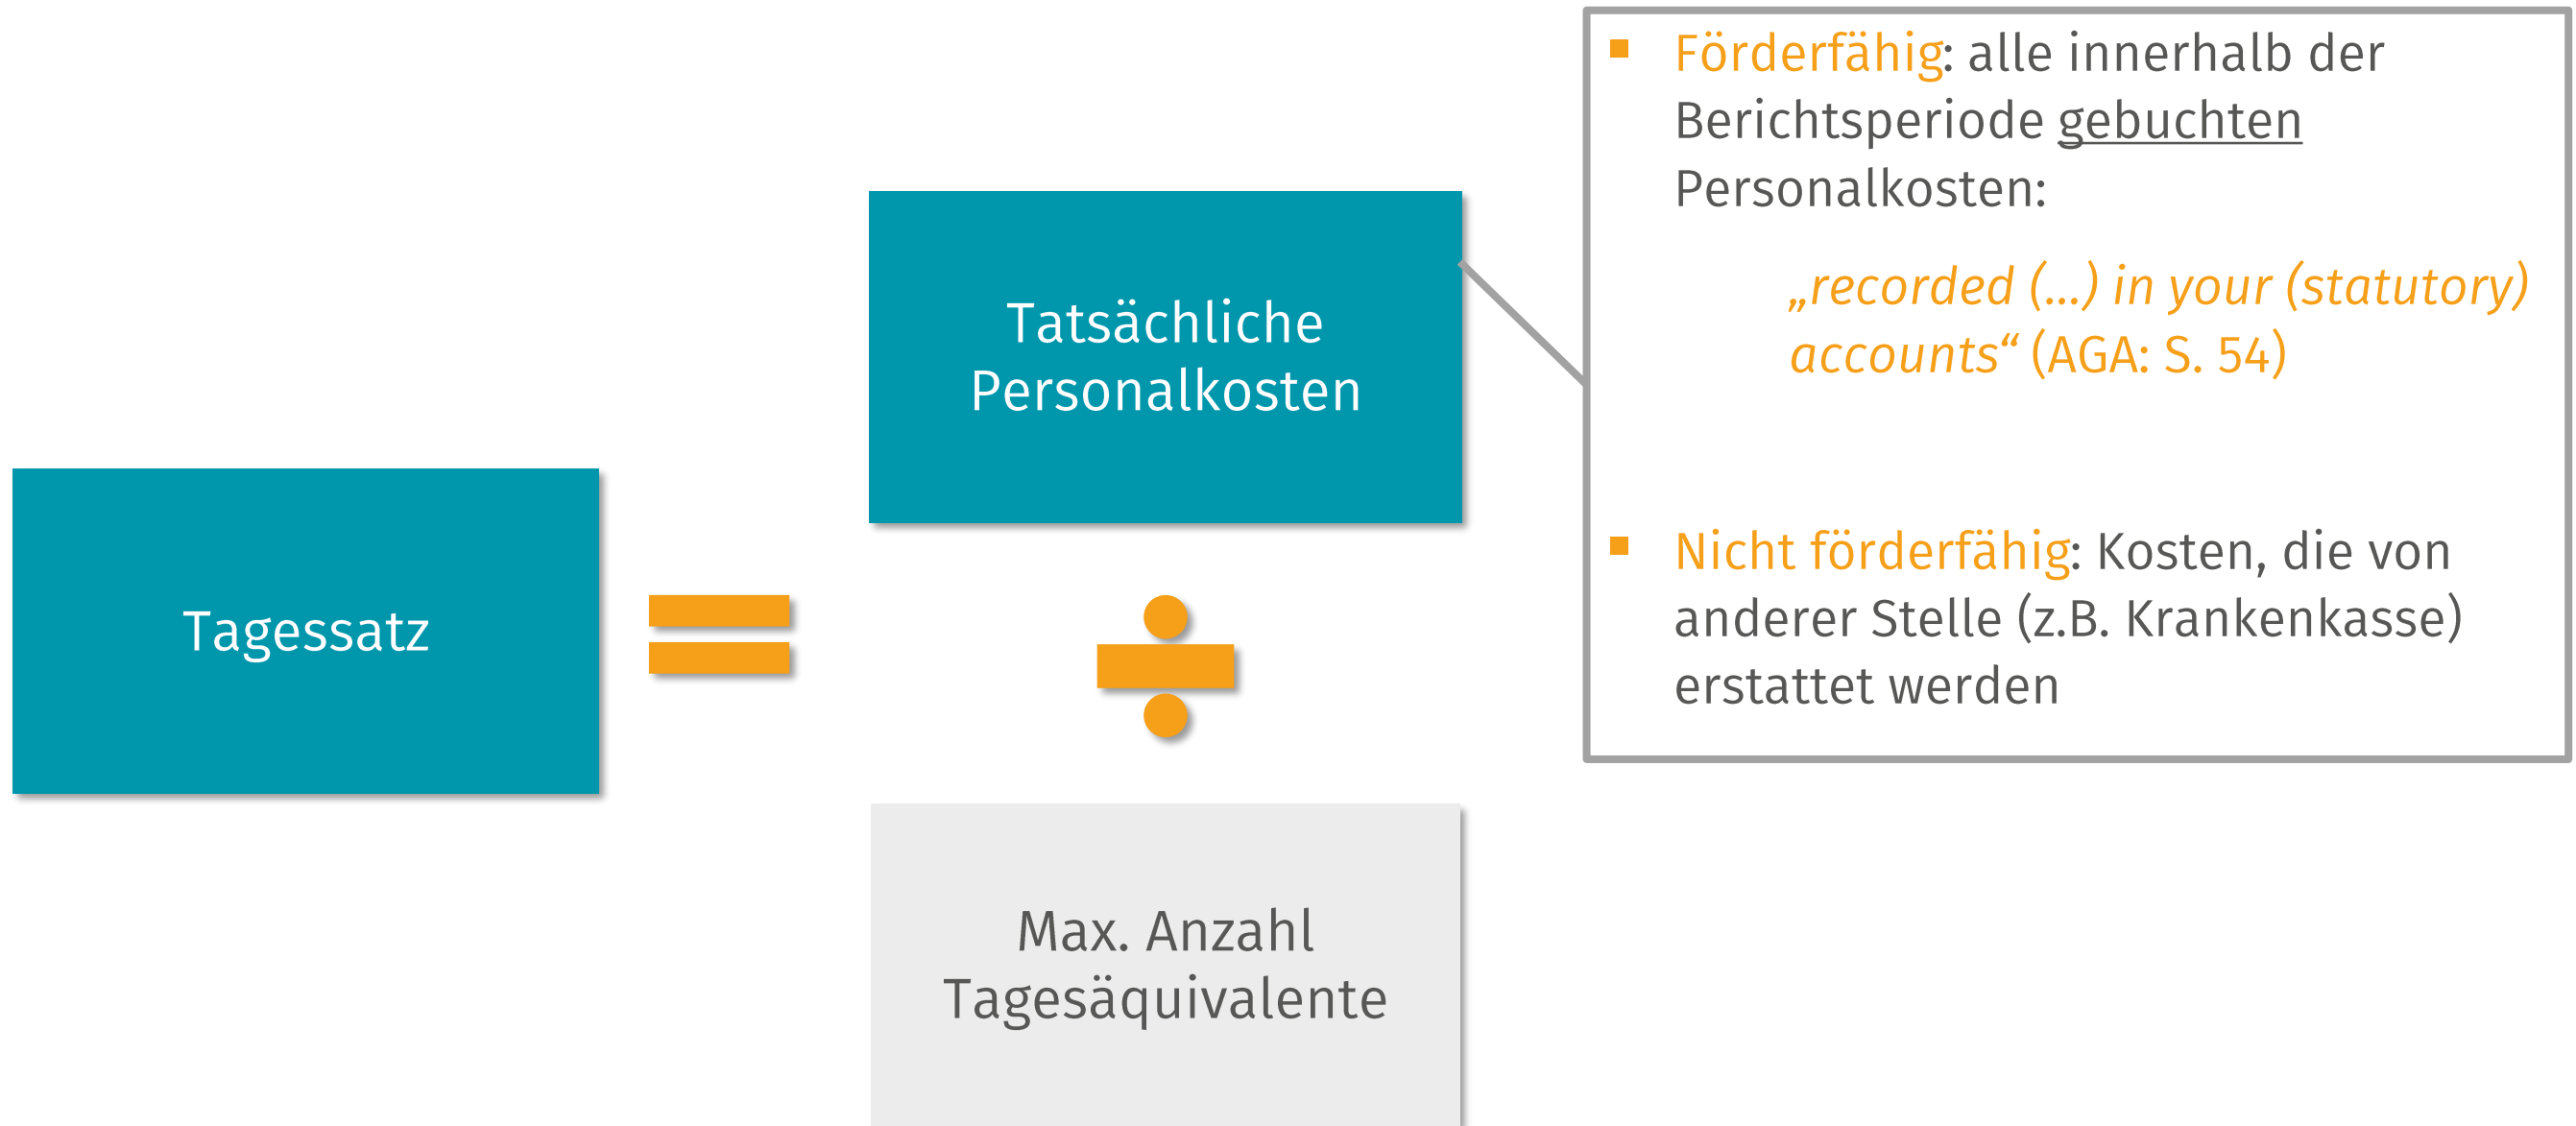 Tagessatz
Tatsächliche
Personalkosten
Max. Anzahl
Tagesäquivalente
Förderfähig: alle innerhalb der
Berichtsperiode gebuchten
Personalkosten:
„recorded (…) in your (statutory)
accounts“ (AGA: S. 54)
Nicht förderfähig: Kosten, die von
anderer Stelle (z.B. Krankenkasse)
erstattet werden